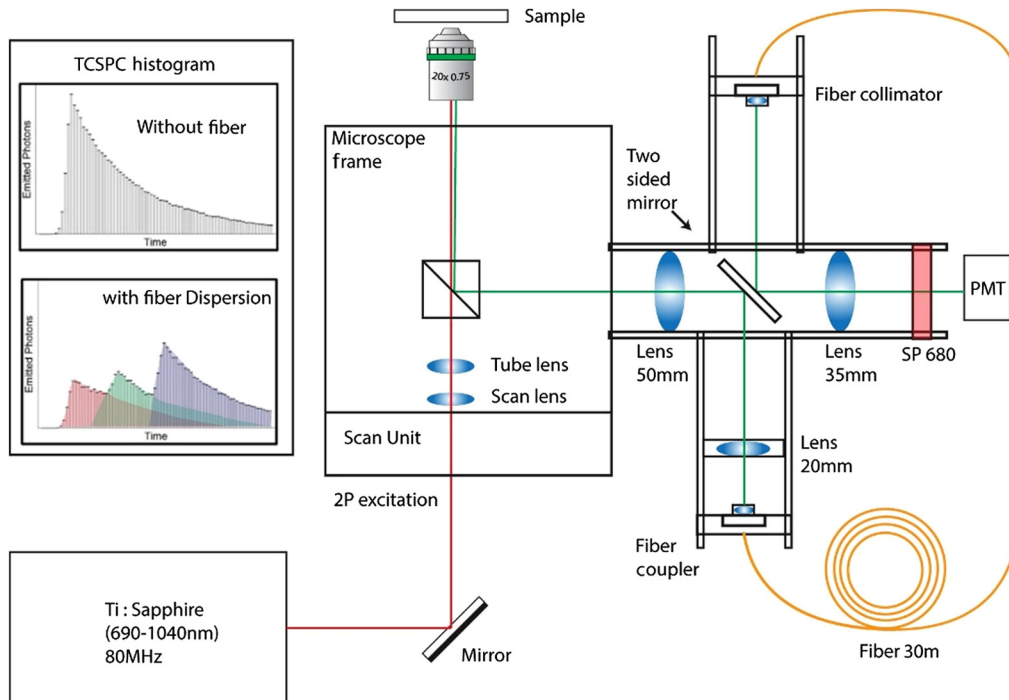 TCSPC histogram
Without fiber
Emitted Photons
Time
with fiber Dispersion
Emitted Photons
Time
Sample
20x 0.75
Microscope
frame
Tube lens
Scan lens
Scan Unit
2P excitation
Ti : Sapphire
(690-1040nm)
80MHz
Mirror
Two
sided
mirror
Fiber collimator
PMT
Lens
50mm
Lens
35mm
SP 680
Lens
20mm
Fiber
coupler
Fiber 30m